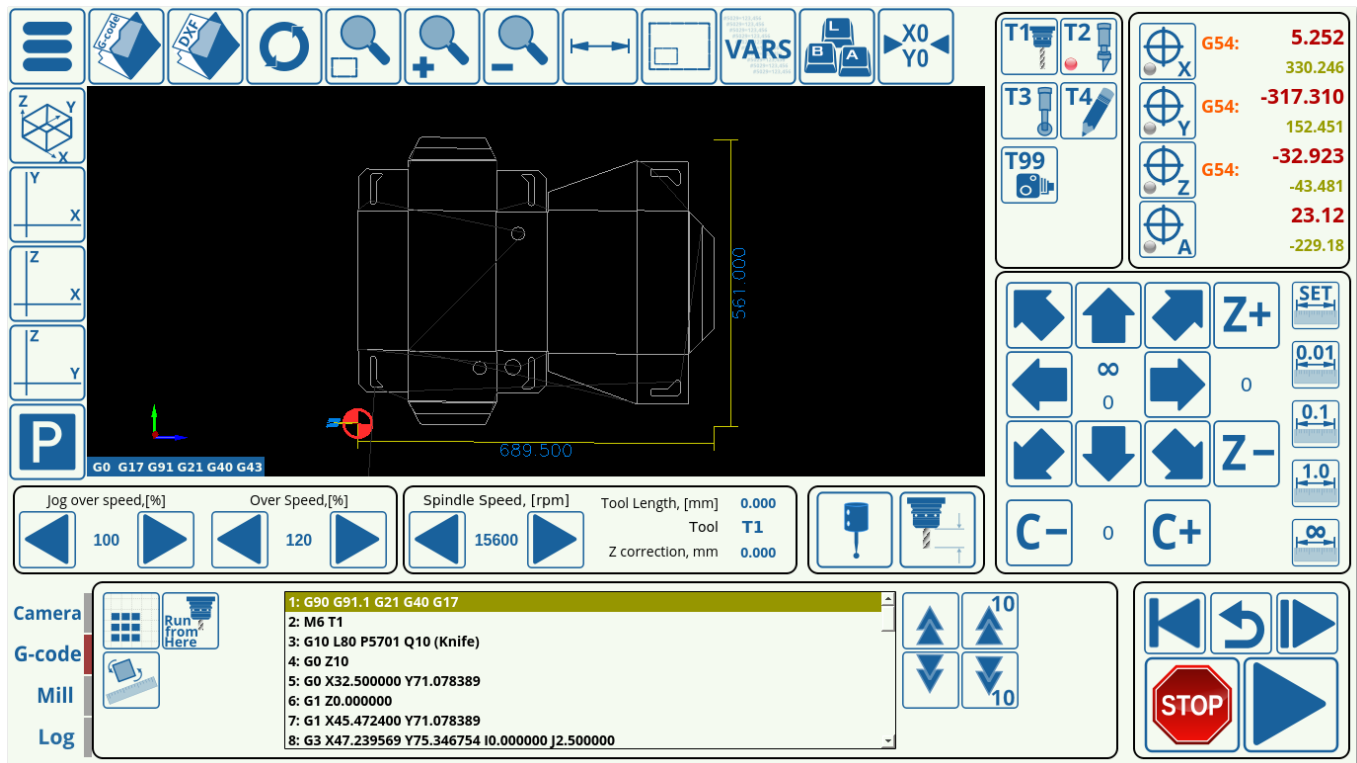 G-code
DXF
VARS
L
B
A
X0
Y0
T1
T2
T3
T4
T99
X
G54:
5.252
330.246
Y
G54:
-317.310
152.451
Z
G54:
-32.923
-43.481
A
23.12
-229.18
Z
Y
X
Y
X
Z
X
Z
Y
P
561.000
689.500
G0 G17 G91 G21 G40 G43
Z+
SET
0.01
∞
0
0
0.1
Z-
1.0
C-
0
C+
∞
Jog over speed,[%]
100
Over Speed,[%]
120
Spindle Speed, [rpm]
15600
Tool Length, [mm] 0.000
Tool T1
Z correction, mm 0.000
Camera
G-code
Mill
Log
Run
from
Here
1: G90 G91.1 G21 G40 G17
2: M6 T1
3: G10 L80 P5701 Q10 (Knife)
4: G0 Z10
5: G0 X32.500000 Y71.078389
6: G1 Z0.000000
7: G1 X45.472400 Y71.078389
8: G3 X47.239569 Y75.346754 I0.000000 J2.500000
10
10
STOP